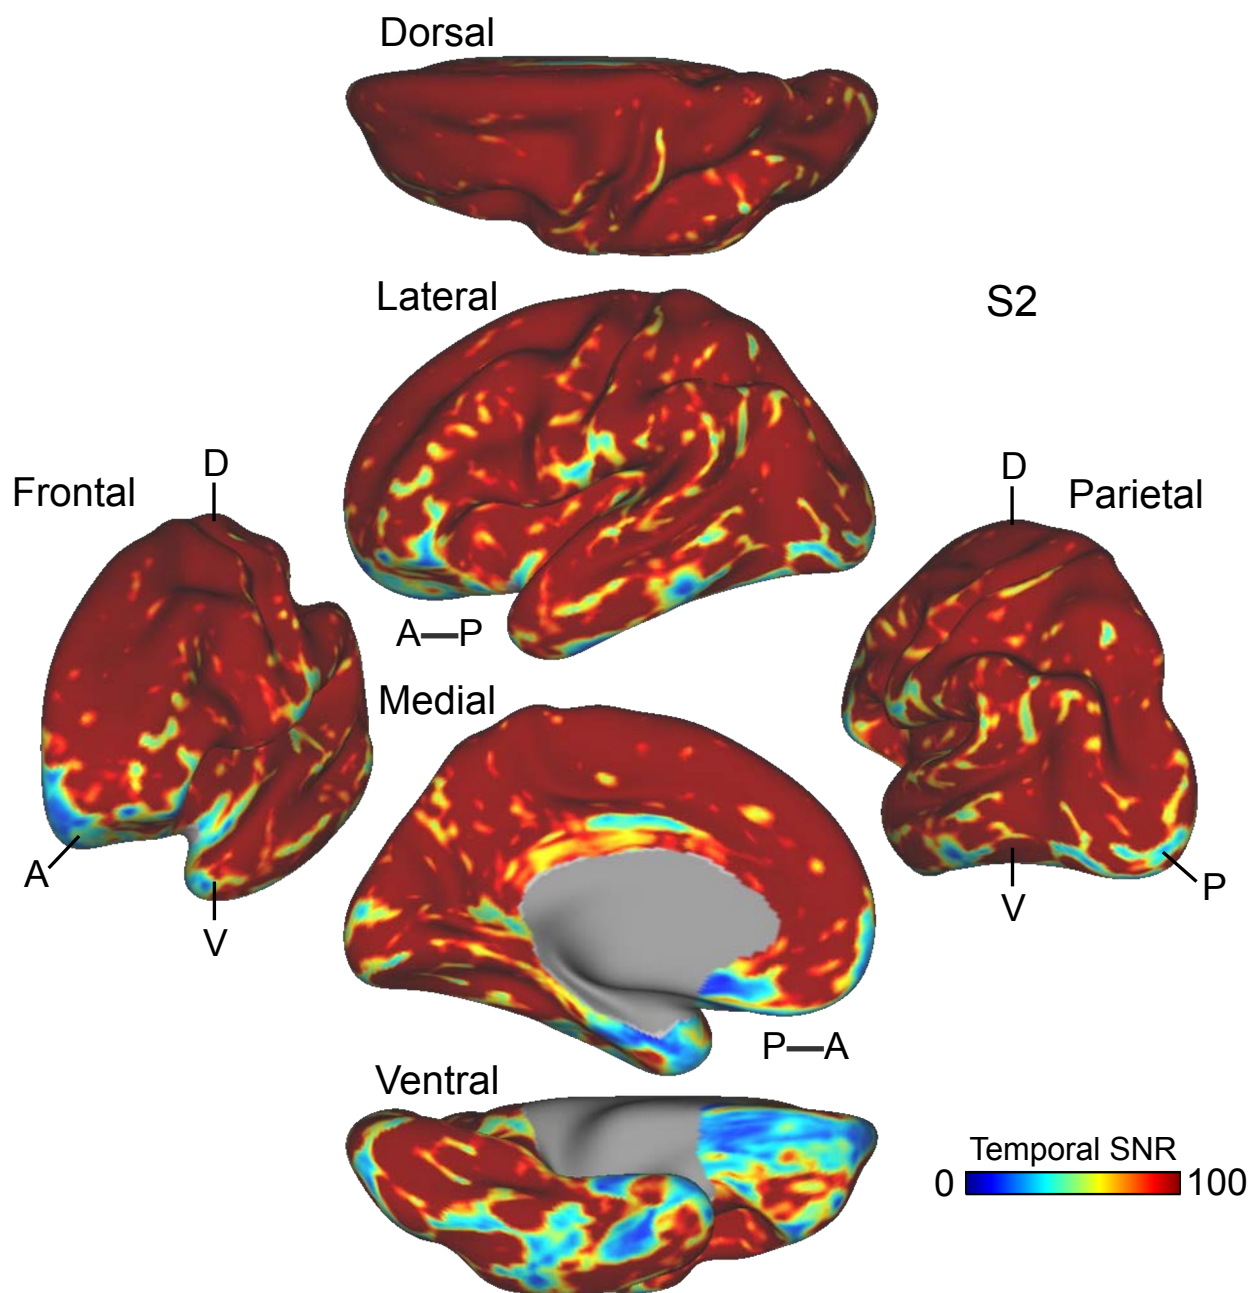 Dorsal
Lateral
S2
D
Frontal
D
Parietal
A—P
Medial
A
V
P
V
P—A
Ventral
Temporal SNR
0 100